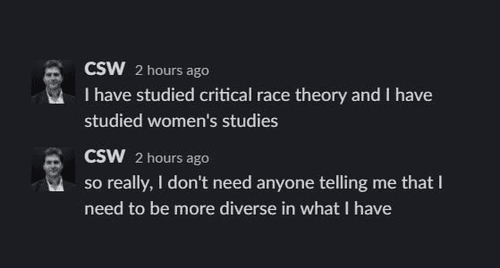 CSW 2 hours ago
I have studied critical race theory and I have
studied women's studies
CSW 2 hours ago
so really, I don't need anyone telling me that I
need to be more diverse in what I have